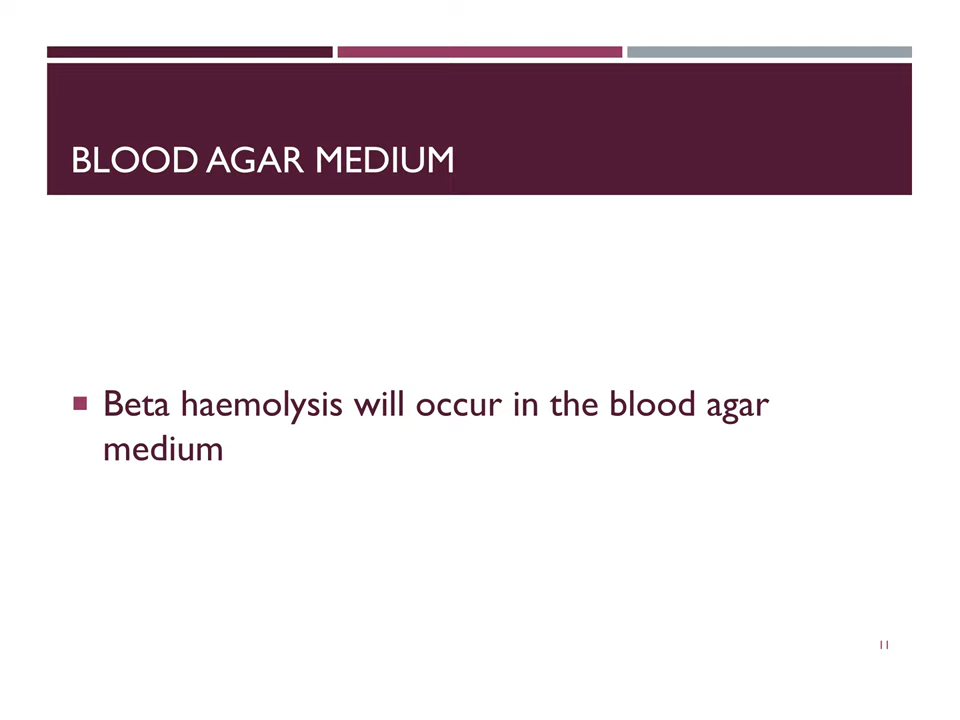 BLOOD AGAR MEDIUM
■ Beta haemolysis will occur in the blood agar
medium
11